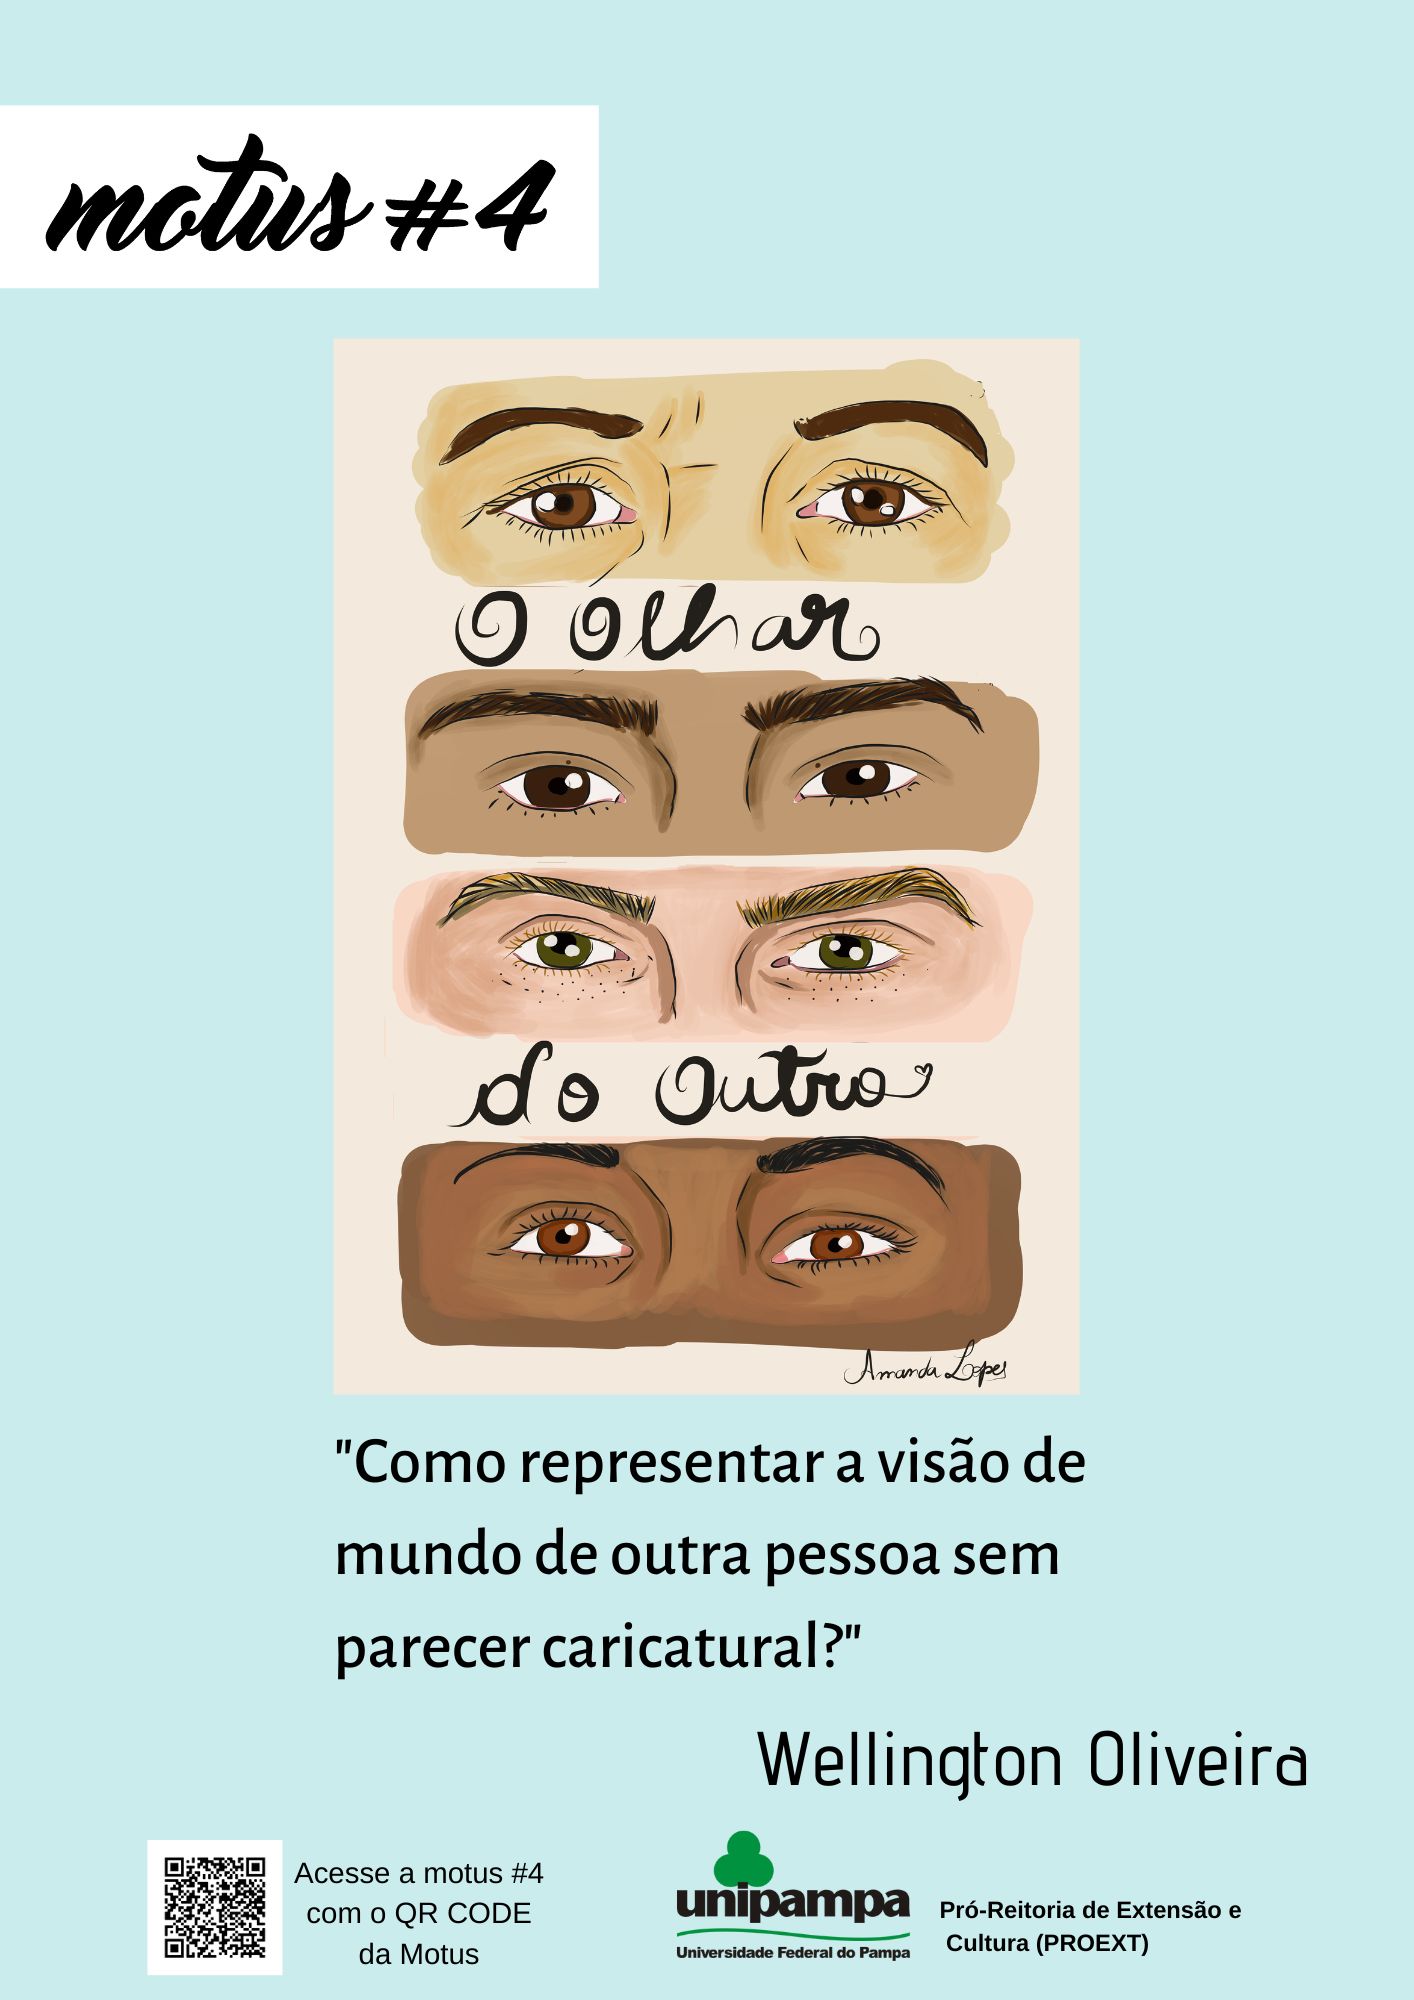 motus #4
O Olhar
do Outro
Amanda Lopes
"Como representar a visão de
mundo de outra pessoa sem
parecer caricatural?"
Wellington Oliveira
Acesse a motus #4
com o QR CODE
da Motus
unipampa
Universidade Federal do Pampa
Pró-Reitoria de Extensão e
Cultura (PROEXT)